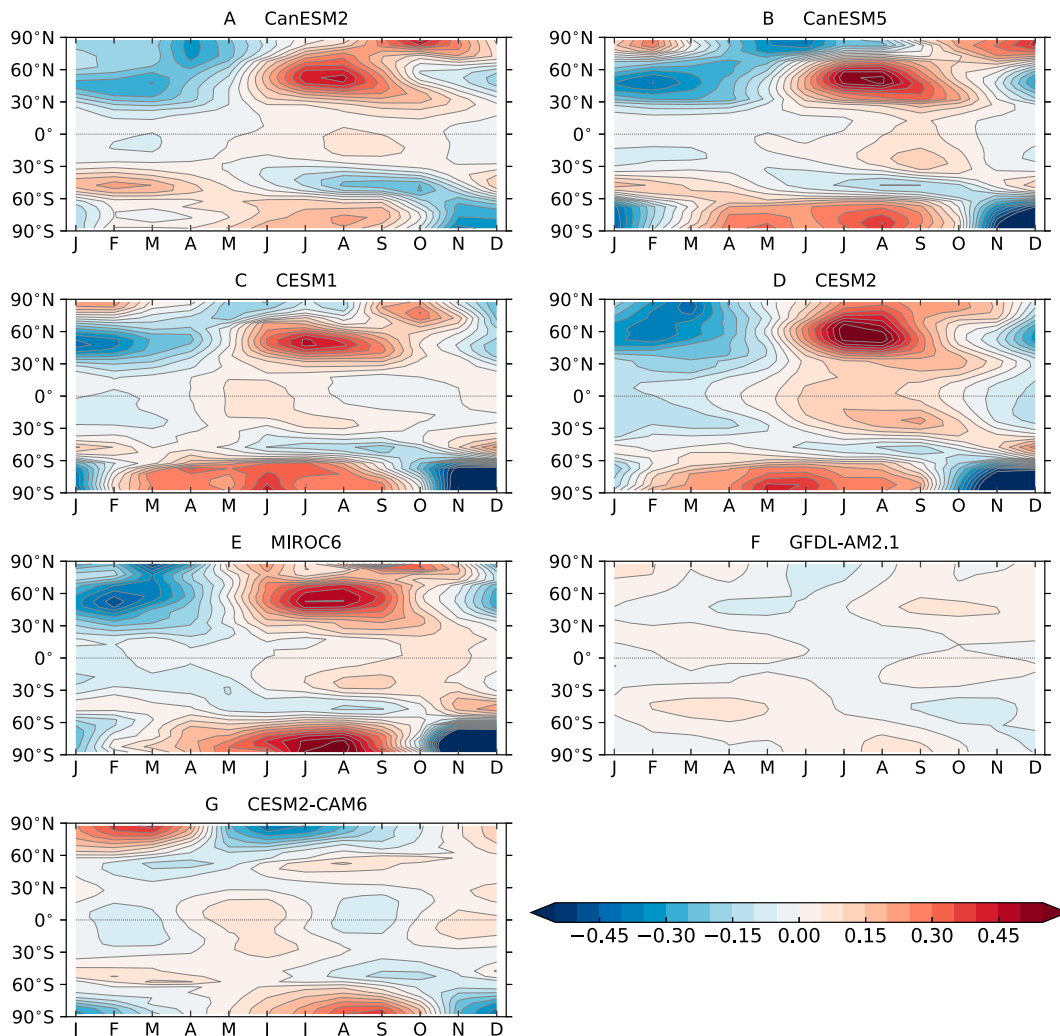 A CanESM2
90°N
60°N
30°N
0°
30°S
60°S
90°S
J F M A M J J A S O N D
B CanESM5
90°N
60°N
30°N
0°
30°S
60°S
90°S
J F M A M J J A S O N D
C CESM1
90°N
60°N
30°N
0°
30°S
60°S
90°S
J F M A M J J A S O N D
D CESM2
90°N
60°N
30°N
0°
30°S
60°S
90°S
J F M A M J J A S O N D
E MIROC6
90°N
60°N
30°N
0°
30°S
60°S
90°S
J F M A M J J A S O N D
F GFDL-AM2.1
90°N
60°N
30°N
0°
30°S
60°S
90°S
J F M A M J J A S O N D
G CESM2-CAM6
90°N
60°N
30°N
0°
30°S
60°S
90°S
J F M A M J J A S O N D
−0.45 −0.30 −0.15 0.00 0.15 0.30 0.45